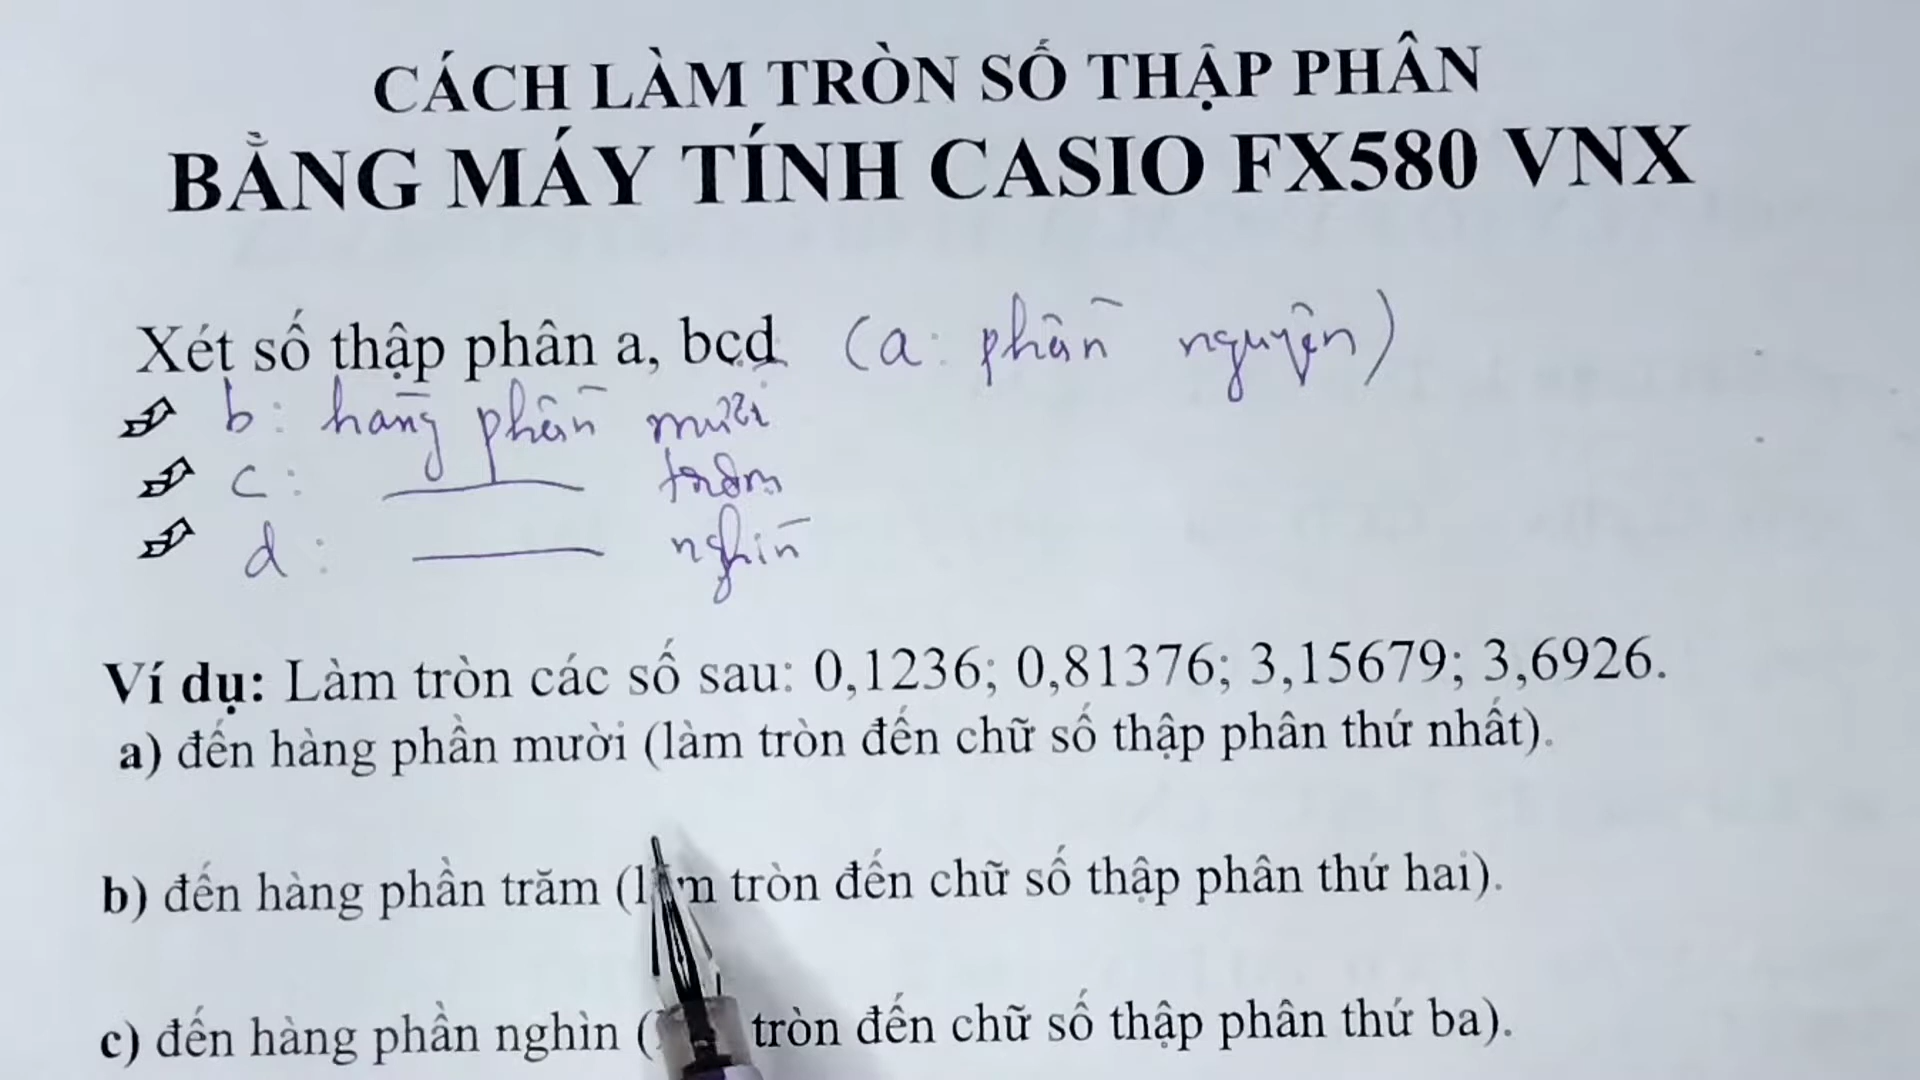 CÁCH LÀM TRÒN SỐ THẬP PHÂN
BẰNG MÁY TÍNH CASIO FX580 VNX
Xét số thập phân a, bcd (a: phần nguyên)
b: hàng phần mười
c: trăm
d: nghìn
Ví dụ: Làm tròn các số sau: 0,1236; 0,81376; 3,15679; 3,6926.
a) đến hàng phần mười (làm tròn đến chữ số thập phân thứ nhất).
b) đến hàng phần trăm (l m tròn đến chữ số thập phân thứ hai).
c) đến hàng phần nghìn ( tròn đến chữ số thập phân thứ ba).